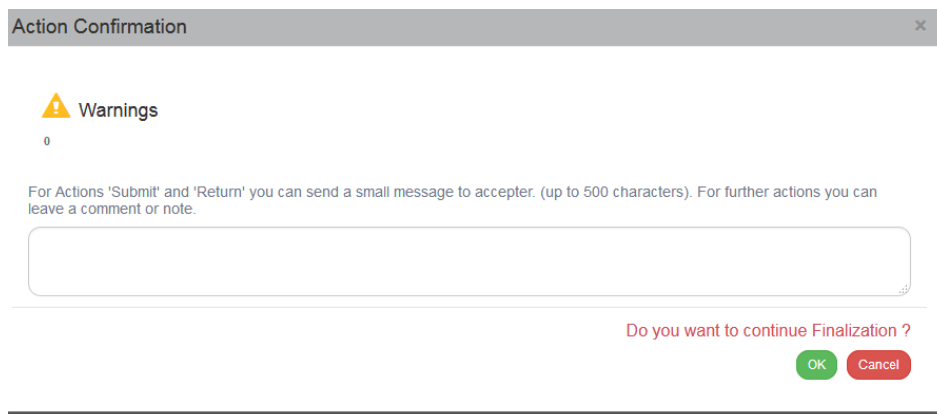 Action Confirmation ×
Warnings
0
For Actions 'Submit' and 'Return' you can send a small message to accepter. (up to 500 characters). For further actions you can
leave a comment or note.
Do you want to continue Finalization ?
OK Cancel